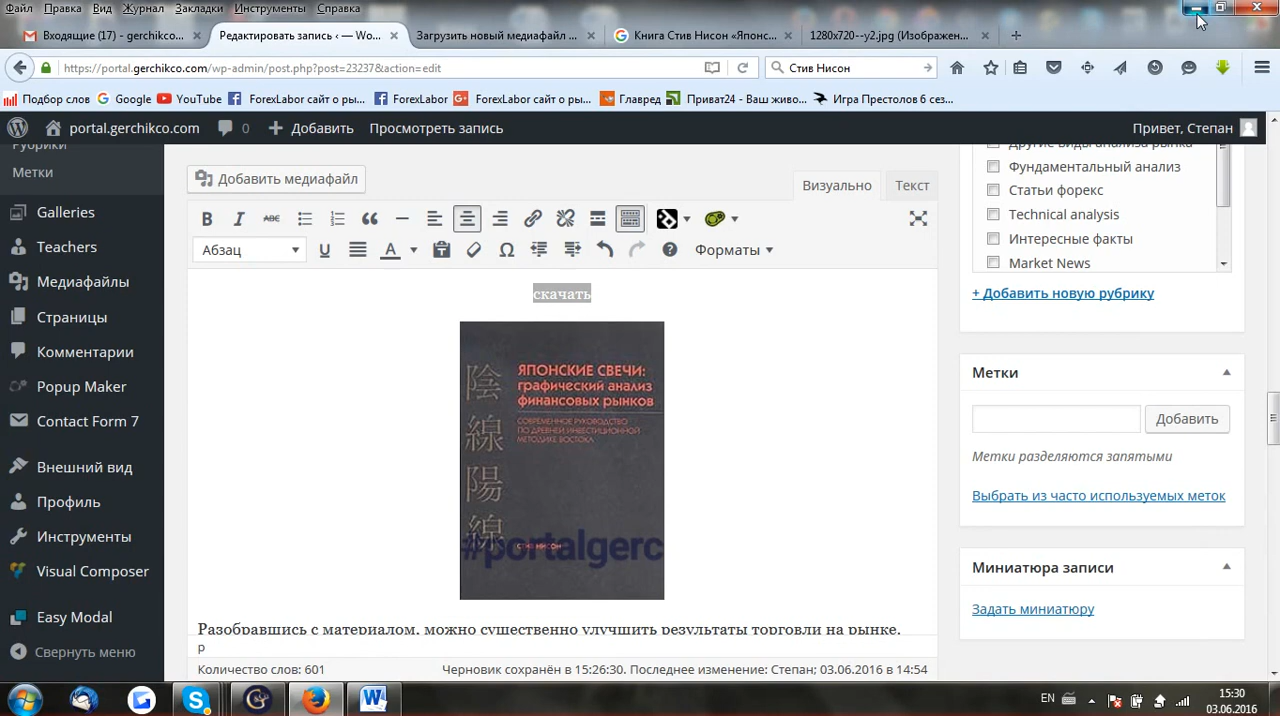 Файл Правка Вид Журнал Закладки Инструменты Справка
Входящие (17) - gerchikco... Редактировать запись ‹ — Wo... Загрузить новый медиафайл ... Книга Стив Нисон «Японс... 1280x720--y2.jpg (Изображен...
https://portal.gerchikco.com/wp-admin/post.php?post=23237&action=edit Стив Нисон
Подбор слов Google YouTube ForexLabor сайт о ры... ForexLabor ForexLabor сайт о ры... Главред Приват24 - Ваш живо... Игра Престолов 6 сез...
portal.gerchikco.com 0 Добавить Просмотреть запись Привет, Степан
Рубрики
Метки
Galleries
Teachers
Медиафайлы
Страницы
Комментарии
Popup Maker
Contact Form 7
Внешний вид
Профиль
Инструменты
Visual Composer
Easy Modal
Свернуть меню
Добавить медиафайл Визуально Текст
B I ABC
Абзац U A Ω Форматы
скачать
陰線陽線
ЯПОНСКИЕ СВЕЧИ:
графический анализ
финансовых рынков
СОВРЕМЕННОЕ РУКОВОДСТВО
ПО ДРЕВНЕЙ ИНВЕСТИЦИОННОЙ
МЕТОДИКЕ ВОСТОКА
СТИВ НИСОН
#portalgerc
Разобравшись с материалом, можно существенно улучшить результаты торговли на рынке.
p
Количество слов: 601 Черновик сохранён в 15:26:30. Последнее изменение: Степан; 03.06.2016 в 14:54
Другие виды анализа рынка
Фундаментальный анализ
Статьи форекс
Technical analysis
Интересные факты
Market News
+ Добавить новую рубрику
Метки
Добавить
Метки разделяются запятыми
Выбрать из часто используемых меток
Миниатюра записи
Задать миниатюру
EN 15:30
03.06.2016